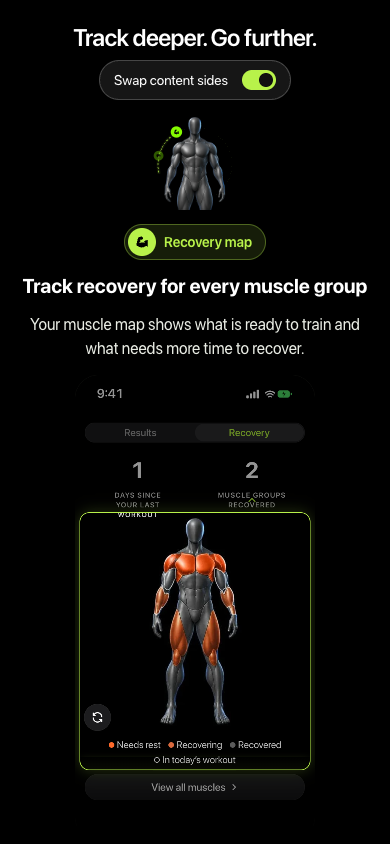 Track deeper. Go further.
Swap content sides
Recovery map
Track recovery for every muscle group
Your muscle map shows what is ready to train and
what needs more time to recover.
9:41
Results
Recovery
1
2
DAYS SINCE
YOUR LAST
WORKOUT
MUSCLE GROUPS
RECOVERED
Needs rest
Recovering
Recovered
In today's workout
View all muscles